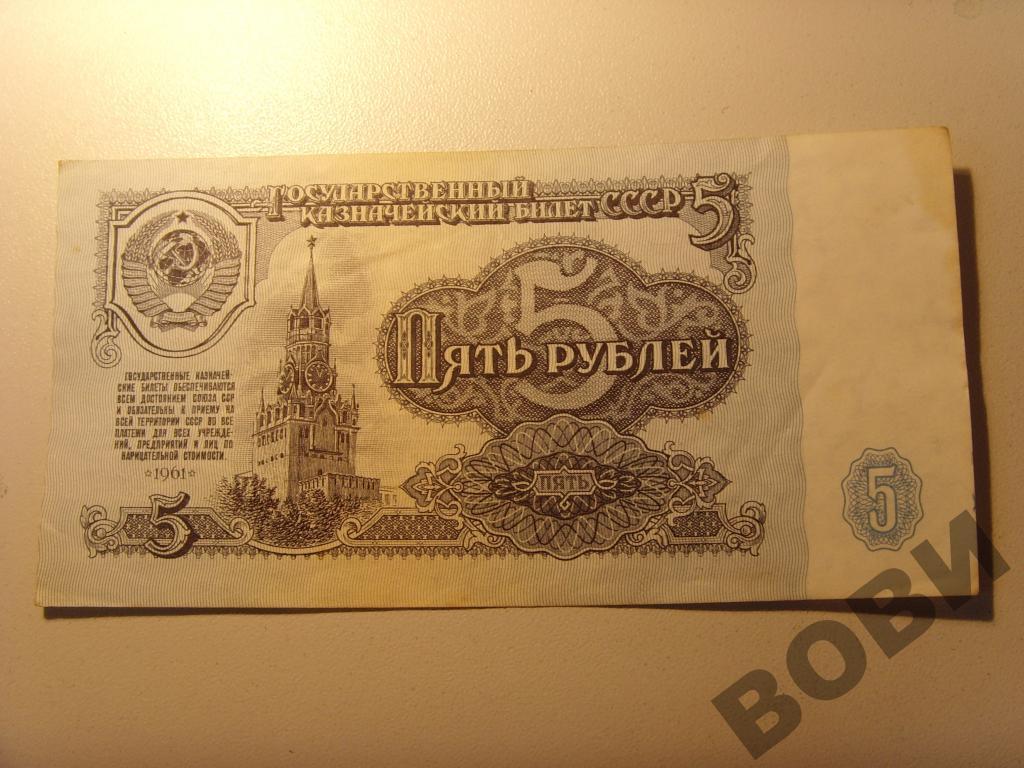 ГОСУДАРСТВЕННЫЙ
КАЗНАЧЕЙСКИЙ БИЛЕТ СССР 5
5
ПЯТЬ РУБЛЕЙ
ГОСУДАРСТВЕННЫЕ КАЗНАЧЕЙ-
СКИЕ БИЛЕТЫ ОБЕСПЕЧИВАЮТСЯ
ВСЕМ ДОСТОЯНИЕМ СОЮЗА ССР
И ОБЯЗАТЕЛЬНЫ К ПРИЕМУ НА
ВСЕЙ ТЕРРИТОРИИ СССР ВО ВСЕ
ПЛАТЕЖИ ДЛЯ ВСЕХ УЧРЕЖДЕ-
НИЙ, ПРЕДПРИЯТИЙ И ЛИЦ ПО
НАРИЦАТЕЛЬНОЙ СТОИМОСТИ.
☆1961☆
ПЯТЬ
5
5
ВОВИ